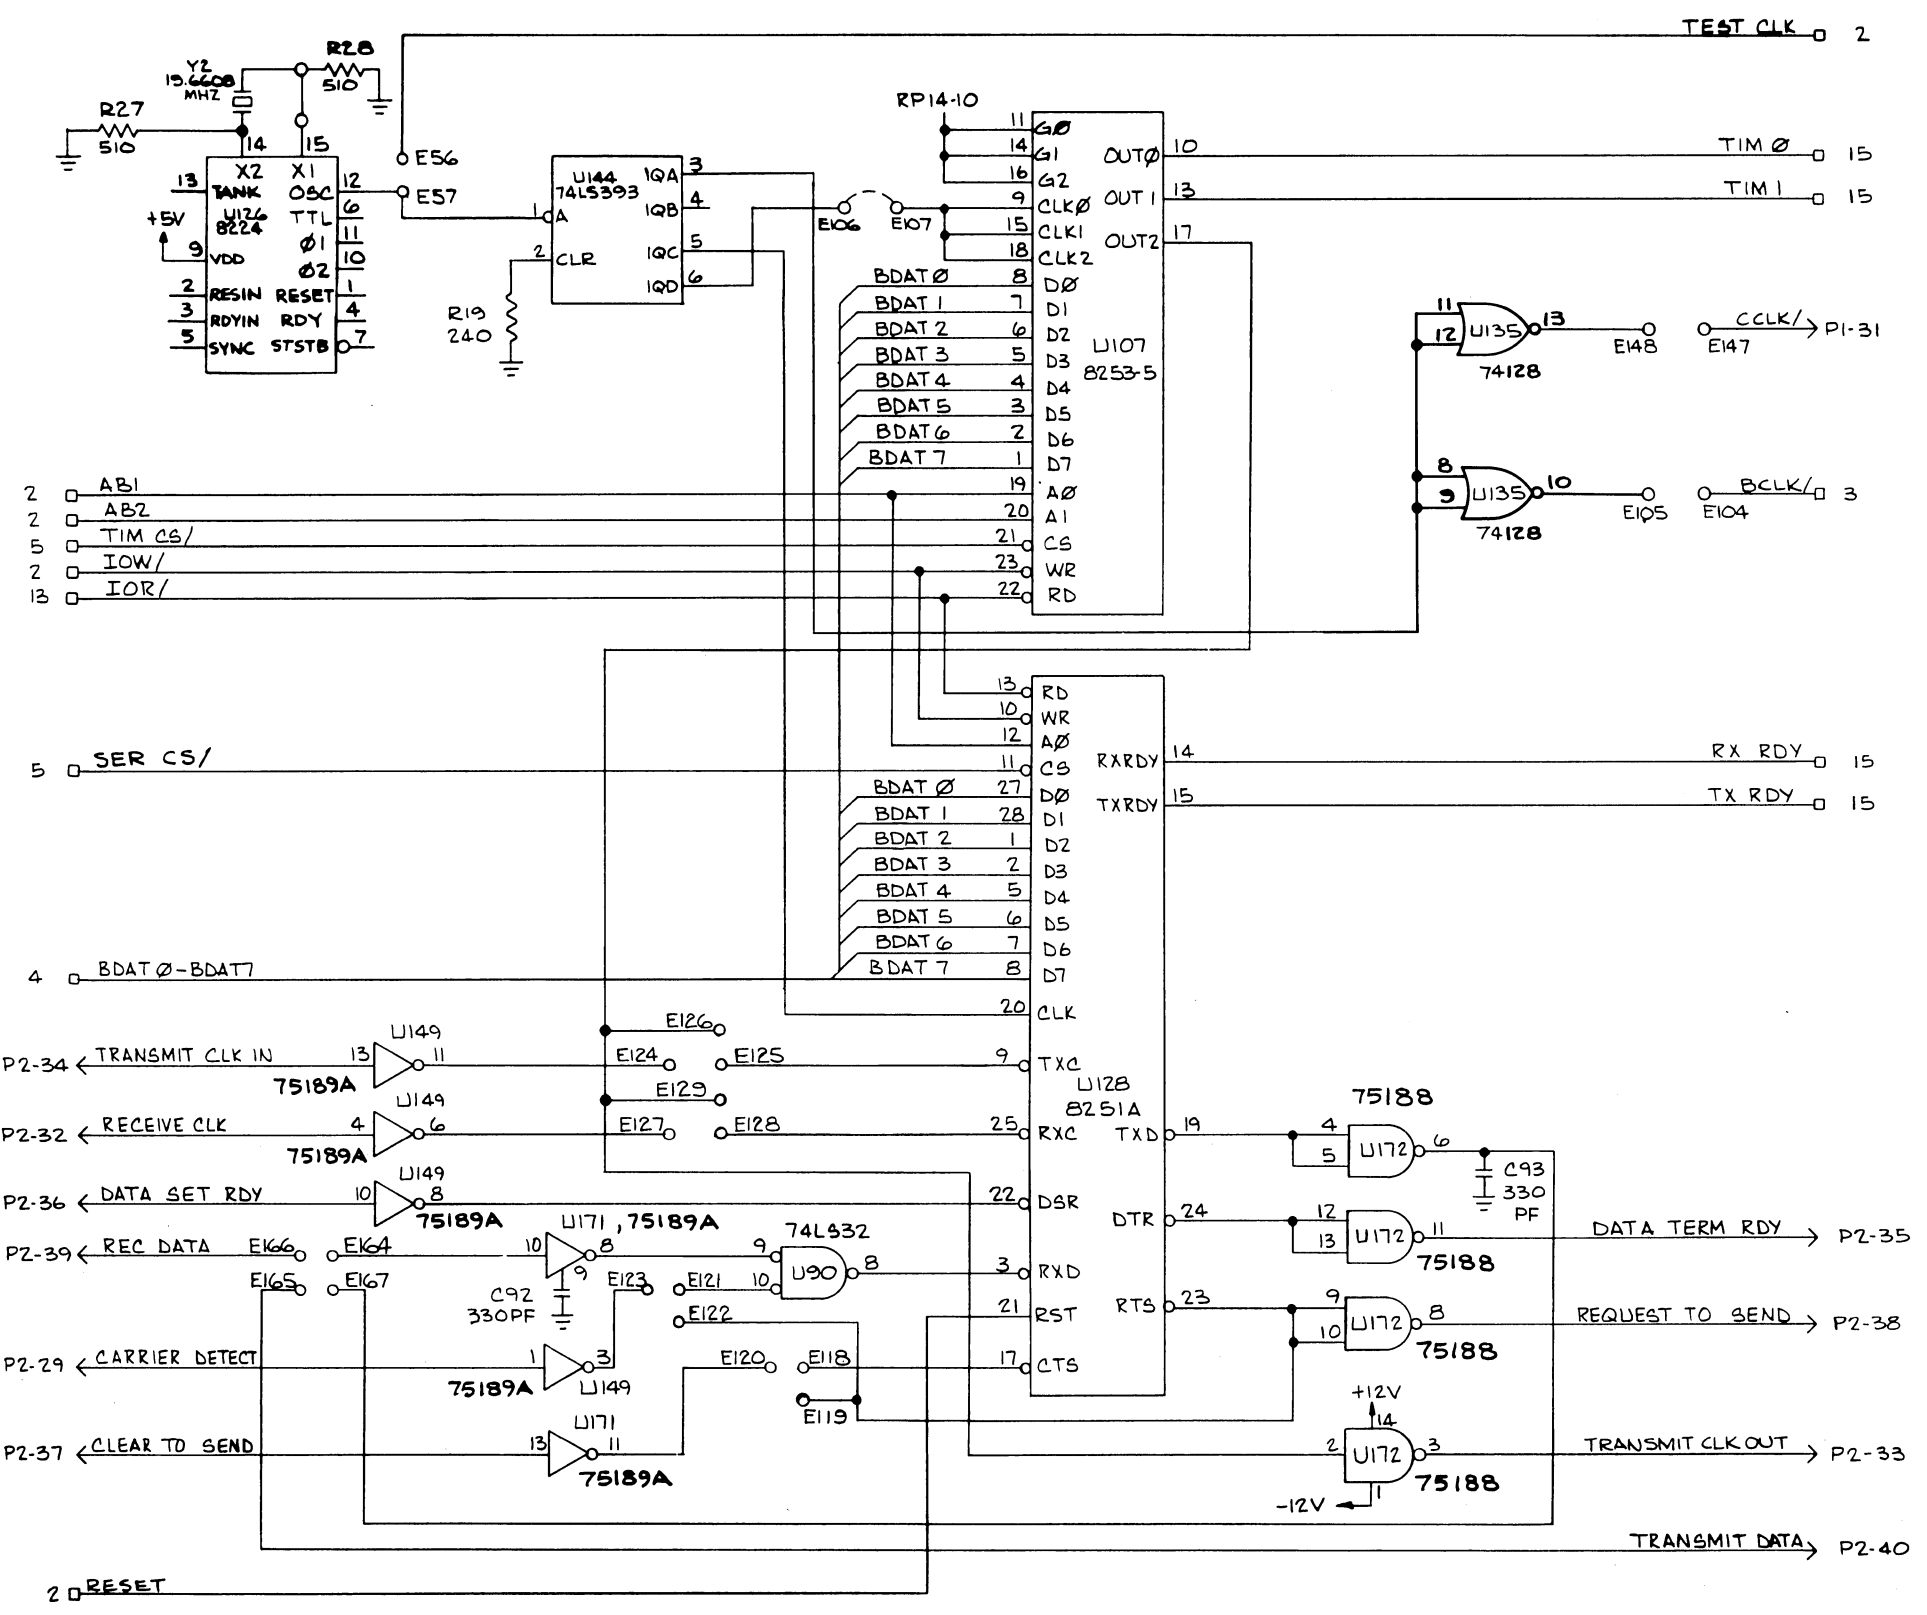 TEST CLK 2
Y2
19.6608
MHZ
R28
510
R27
510
14 15
X2 X1
13 TANK OSC 12
U126
8224
TTL 6
+5V
Ø1 11
9 VDD
Ø2 10
2 RESIN RESET 1
3 RDYIN RDY 4
5 SYNC STSTB 7
E56
E57
U144
74LS393
1 A
2 CLR
1QA 3
1QB 4
1QC 5
1QD 6
R19
240
E106 E107
RP14-10
11 GØ
14 G1
16 G2
9 CLKØ
15 CLK1
18 CLK2
OUTØ 10 TIM Ø 15
OUT 1 13 TIM 1 15
OUT2 17
BDAT Ø 8 DØ
BDAT 1 7 D1
BDAT 2 6 D2
BDAT 3 5 D3
BDAT 4 4 D4
BDAT 5 3 D5
BDAT 6 2 D6
BDAT 7 1 D7
U107
8253-5
11
12 U135 13
74128
E148 E147 CCLK/ P1-31
8
9 U135 10
74128
E105 E104 BCLK/ 3
2 AB1 19 AØ
2 AB2 20 A1
5 TIM CS/ 21 CS
2 IOW/ 23 WR
13 IOR/ 22 RD
13 RD
10 WR
12 AØ
5 SER CS/ 11 CS
RXRDY 14 RX RDY 15
TXRDY 15 TX RDY 15
BDAT Ø 27 DØ
BDAT 1 28 D1
BDAT 2 1 D2
BDAT 3 2 D3
BDAT 4 5 D4
BDAT 5 6 D5
BDAT 6 7 D6
4 BDAT Ø-BDAT7 BDAT 7 8 D7
20 CLK
E126
P2-34 TRANSMIT CLK IN 13 U149 11 E124 E125 9 TXC
75189A
U128
8251A
E129
P2-32 RECEIVE CLK 4 U149 6 E127 E128 25 RXC
75189A
TXD 19
75188
4
5 U172 6
C93
330
PF
P2-36 DATA SET RDY 10 U149 8 22 DSR
75189A
DTR 24 12
13 U172 11 DATA TERM RDY P2-35
75188
P2-39 REC DATA E166 E164 10 U171, 75189A 8
9
C92
330PF
E165 E167
E123 E121
E122
74LS32
9
10 U90 8 3 RXD
21 RST
RTS 23 9
10 U172 8 REQUEST TO SEND P2-38
75188
P2-29 CARRIER DETECT 1 3
75189A U149
E120 E118 17 CTS
E119
P2-37 CLEAR TO SEND 13 U171 11
75189A
+12V
14
2 U172 3 TRANSMIT CLK OUT P2-33
75188
-12V 1
TRANSMIT DATA P2-40
2 RESET